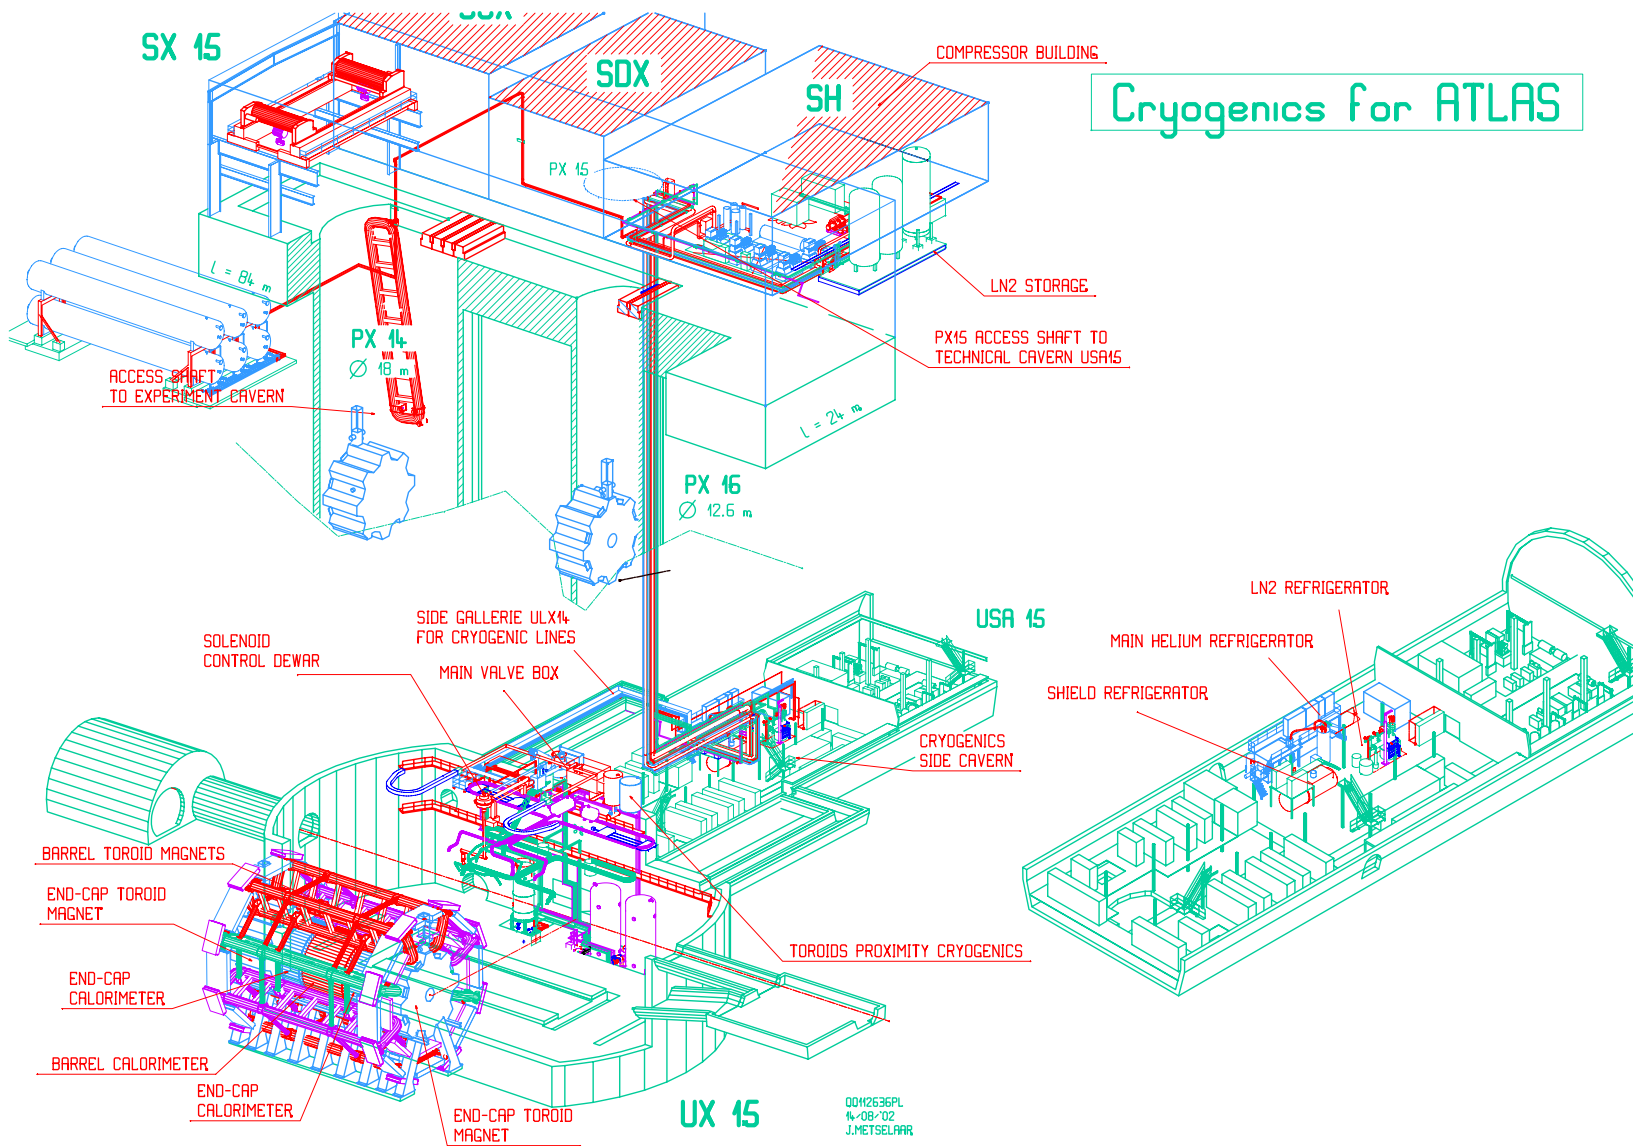 SX 15
SDX
SH
COMPRESSOR BUILDING
Cryogenics for ATLAS
PX 15
l = 84 m
LN2 STORAGE
PX 14
Ø 18 m
PX15 ACCESS SHAFT TO
TECHNICAL CAVERN USA15
ACCESS SHAFT
TO EXPERIMENT CAVERN
l = 24 m
PX 16
Ø 12.6 m
SIDE GALLERIE ULX14
FOR CRYOGENIC LINES
USA 15
LN2 REFRIGERATOR
SOLENOID
CONTROL DEWAR
MAIN VALVE BOX
MAIN HELIUM REFRIGERATOR
SHIELD REFRIGERATOR
CRYOGENICS
SIDE CAVERN
BARREL TOROID MAGNETS
END-CAP TOROID
MAGNET
TOROIDS PROXIMITY CRYOGENICS
END-CAP
CALORIMETER
BARREL CALORIMETER
END-CAP
CALORIMETER
END-CAP TOROID
MAGNET
UX 15
QQ112636PL
14-08-'02
J.METSELAAR